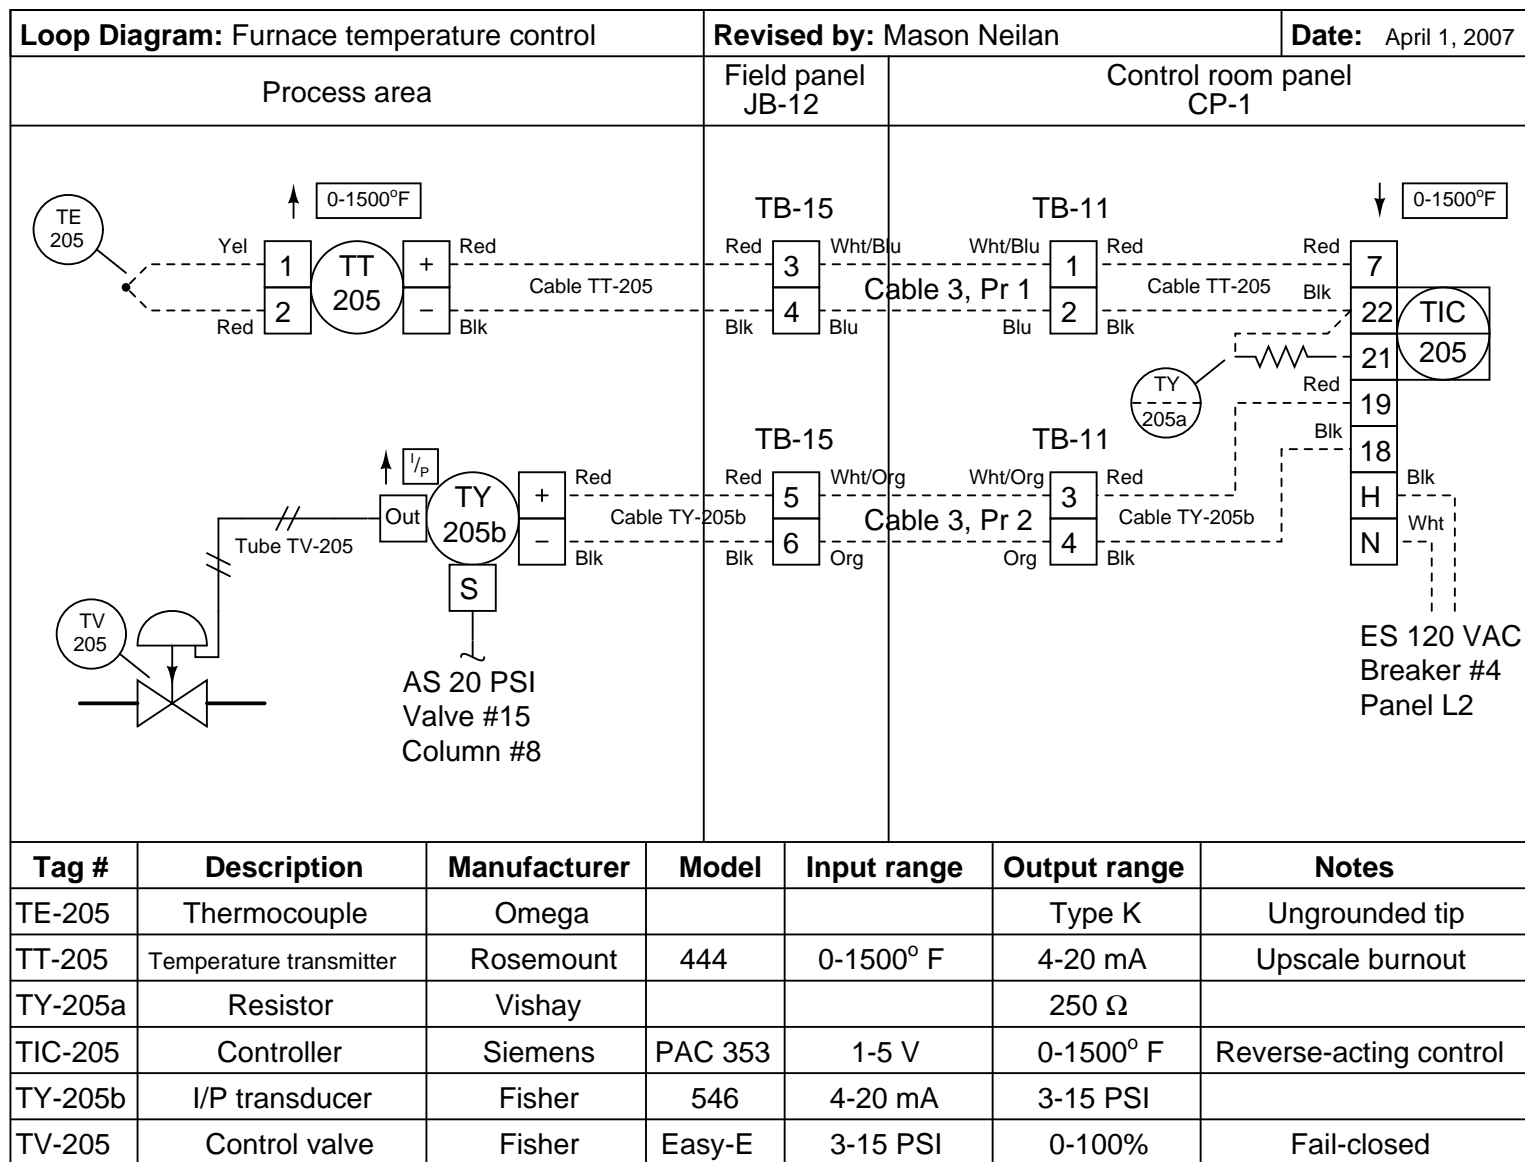 Loop Diagram: Furnace temperature control Revised by: Mason Neilan Date: April 1, 2007
Process area
Field panel
JB-12
Control room panel
CP-1
TE
205
0-1500°F
Yel
Red
1
2
TT
205
+
−
Red
Blk
Cable TT-205
TB-15
Red
Blk
3
4
Wht/Blu
Blu
Cable 3, Pr 1
TB-11
Wht/Blu
Blu
1
2
Red
Blk
Cable TT-205
0-1500°F
Red
Blk
7
22
21
19
18
H
N
TIC
205
TY
205a
Red
Blk
Blk
Wht
ES 120 VAC
Breaker #4
Panel L2
I/P
Out
TY
205b
S
+
−
Red
Blk
Cable TY-205b
TB-15
Red
Blk
5
6
Wht/Org
Org
Cable 3, Pr 2
TB-11
Wht/Org
Org
3
4
Red
Blk
Cable TY-205b
Tube TV-205
TV
205
AS 20 PSI
Valve #15
Column #8
Tag # Description Manufacturer Model Input range Output range Notes
TE-205 Thermocouple Omega Type K Ungrounded tip
TT-205 Temperature transmitter Rosemount 444 0-1500° F 4-20 mA Upscale burnout
TY-205a Resistor Vishay 250 Ω
TIC-205 Controller Siemens PAC 353 1-5 V 0-1500° F Reverse-acting control
TY-205b I/P transducer Fisher 546 4-20 mA 3-15 PSI
TV-205 Control valve Fisher Easy-E 3-15 PSI 0-100% Fail-closed